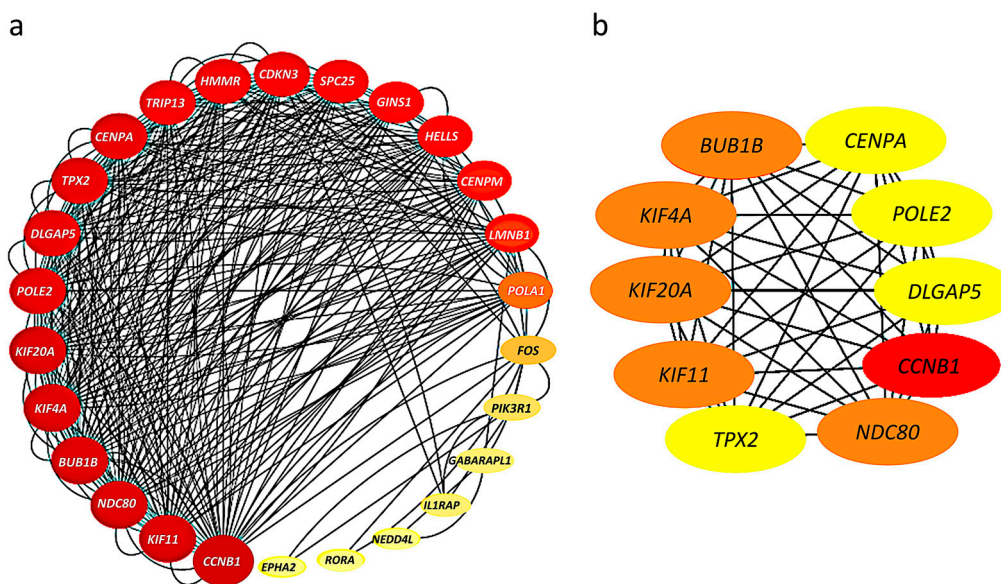 a
HMMR
CDKN3
SPC25
TRIP13
GINS1
CENPA
HELLS
TPX2
CENPM
DLGAP5
LMNB1
POLE2
POLA1
KIF20A
FOS
KIF4A
PIK3R1
BUB1B
GABARAPL1
NDC80
IL1RAP
KIF11
NEDD4L
CCNB1
EPHA2
RORA
b
BUB1B
CENPA
KIF4A
POLE2
KIF20A
DLGAP5
KIF11
CCNB1
TPX2
NDC80